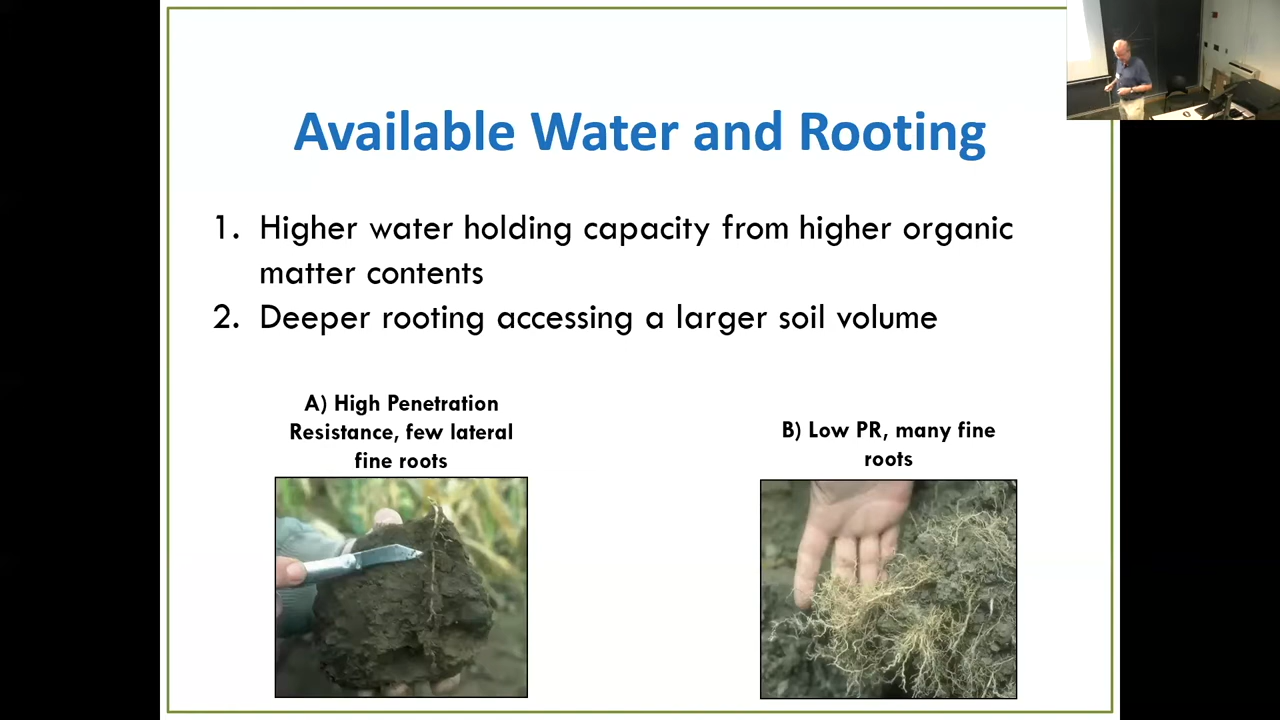 Available Water and Rooting
1. Higher water holding capacity from higher organic
matter contents
2. Deeper rooting accessing a larger soil volume
A) High Penetration
Resistance, few lateral
fine roots
B) Low PR, many fine
roots